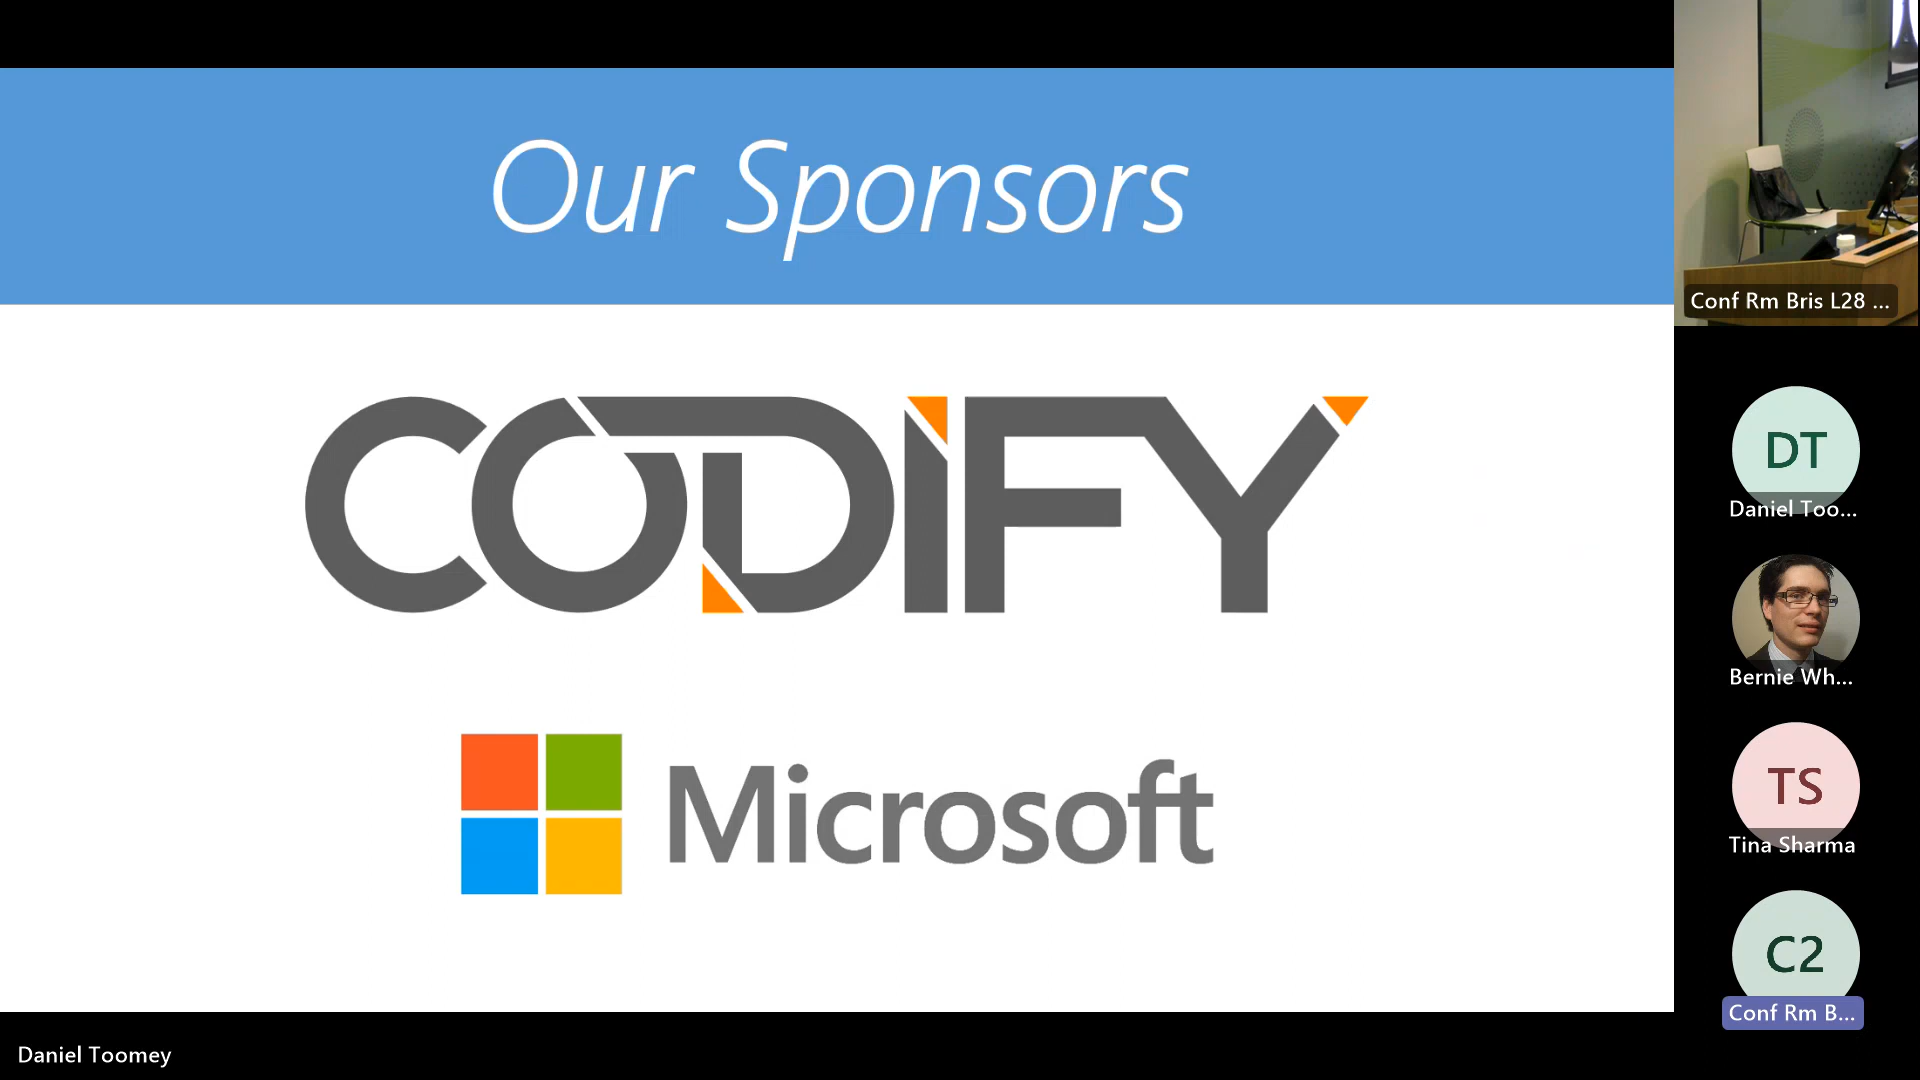 Our Sponsors
CODIFY
Microsoft
Conf Rm Bris L28 ...
DT
Daniel Too...
Bernie Wh...
TS
Tina Sharma
C2
Conf Rm B...
Daniel Toomey